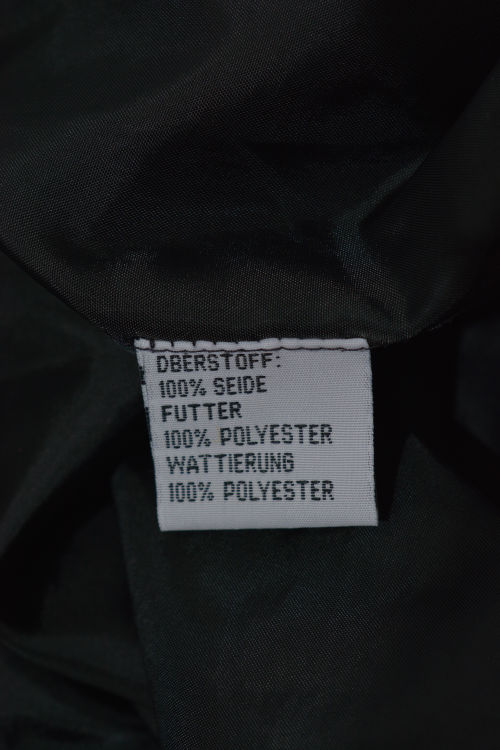 OBERSTOFF:
100% SEIDE
FUTTER
100% POLYESTER
WATTIERUNG
100% POLYESTER